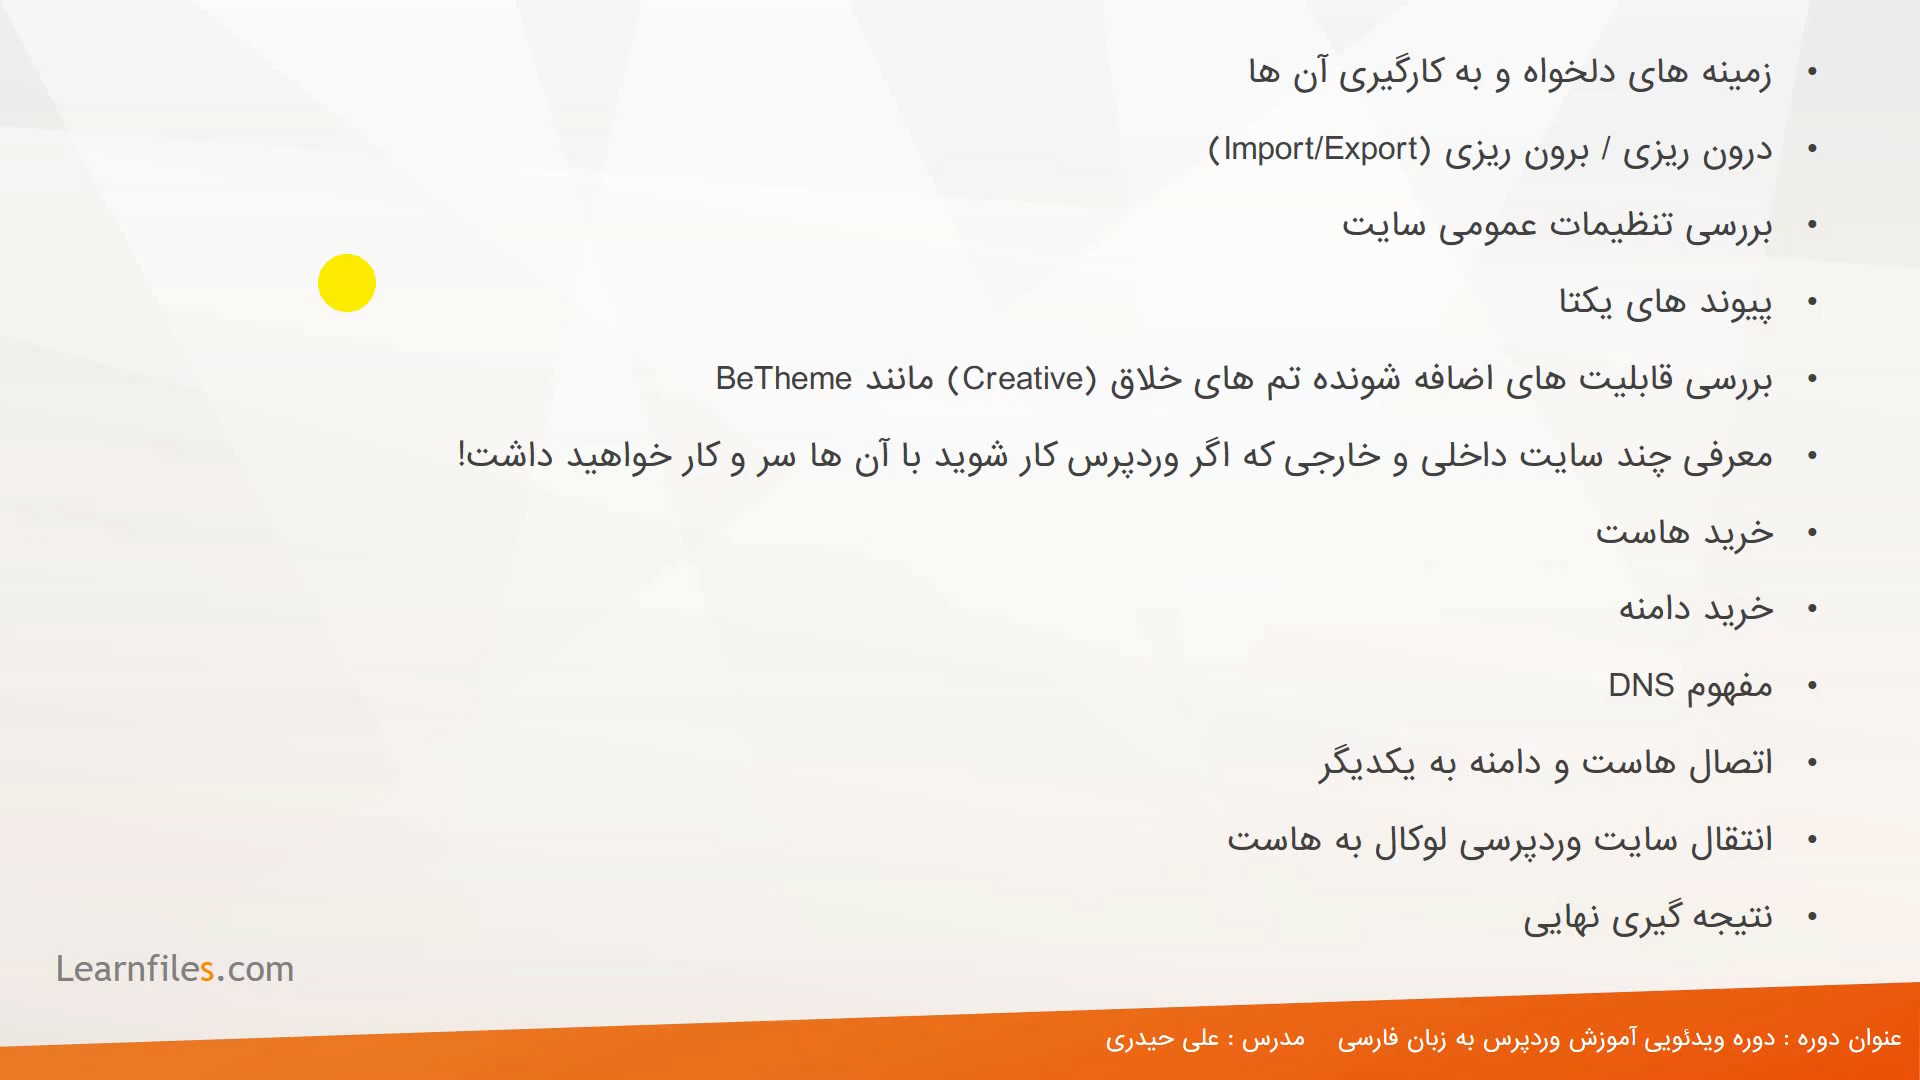 • زمینه های دلخواه و به کارگیری آن ها
• درون ریزی / برون ریزی (Import/Export)
• بررسی تنظیمات عمومی سایت
• پیوند های یکتا
• بررسی قابلیت های اضافه شونده تم های خلاق (Creative) مانند BeTheme
• معرفی چند سایت داخلی و خارجی که اگر وردپرس کار شوید با آن ها سر و کار خواهید داشت!
• خرید هاست
• خرید دامنه
• مفهوم DNS
• اتصال هاست و دامنه به یکدیگر
• انتقال سایت وردپرسی لوکال به هاست
• نتیجه گیری نهایی
Learnfiles.com
عنوان دوره : دوره ویدئویی آموزش وردپرس به زبان فارسی مدرس : علی حیدری